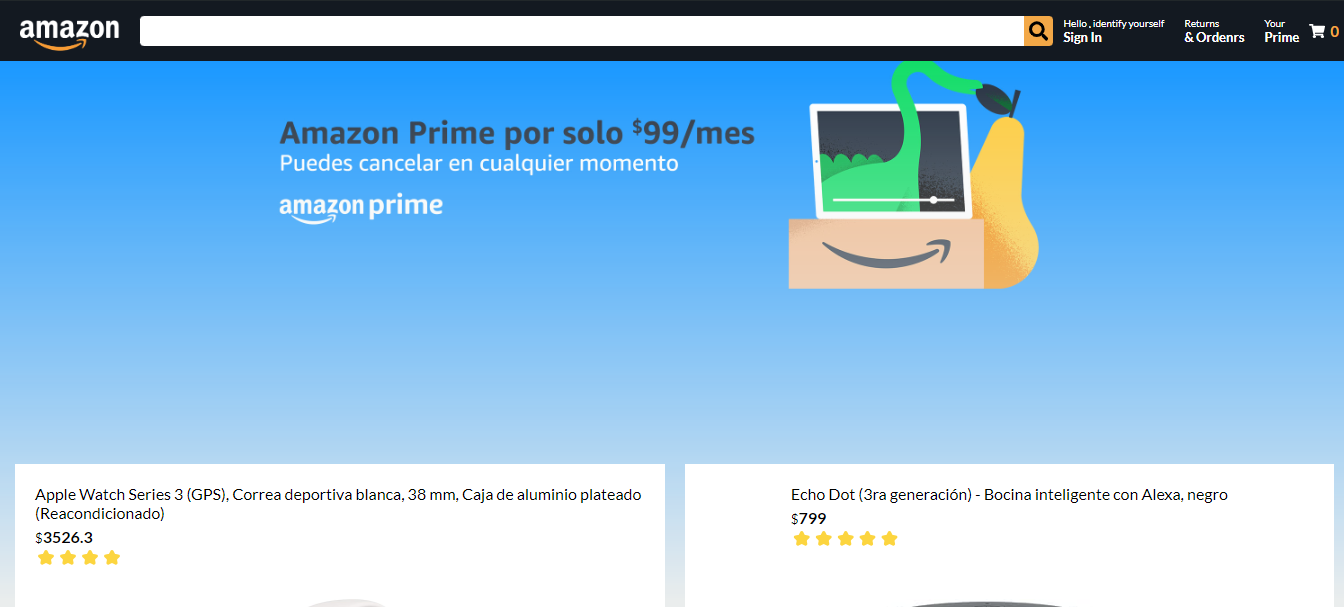 amazon
Hello , identify yourself
Sign In
Returns
& Ordenrs
Your
Prime
0
Amazon Prime por solo $99/mes
Puedes cancelar en cualquier momento
amazon prime
Apple Watch Series 3 (GPS), Correa deportiva blanca, 38 mm, Caja de aluminio plateado
(Reacondicionado)
$3526.3
Echo Dot (3ra generación) - Bocina inteligente con Alexa, negro
$799